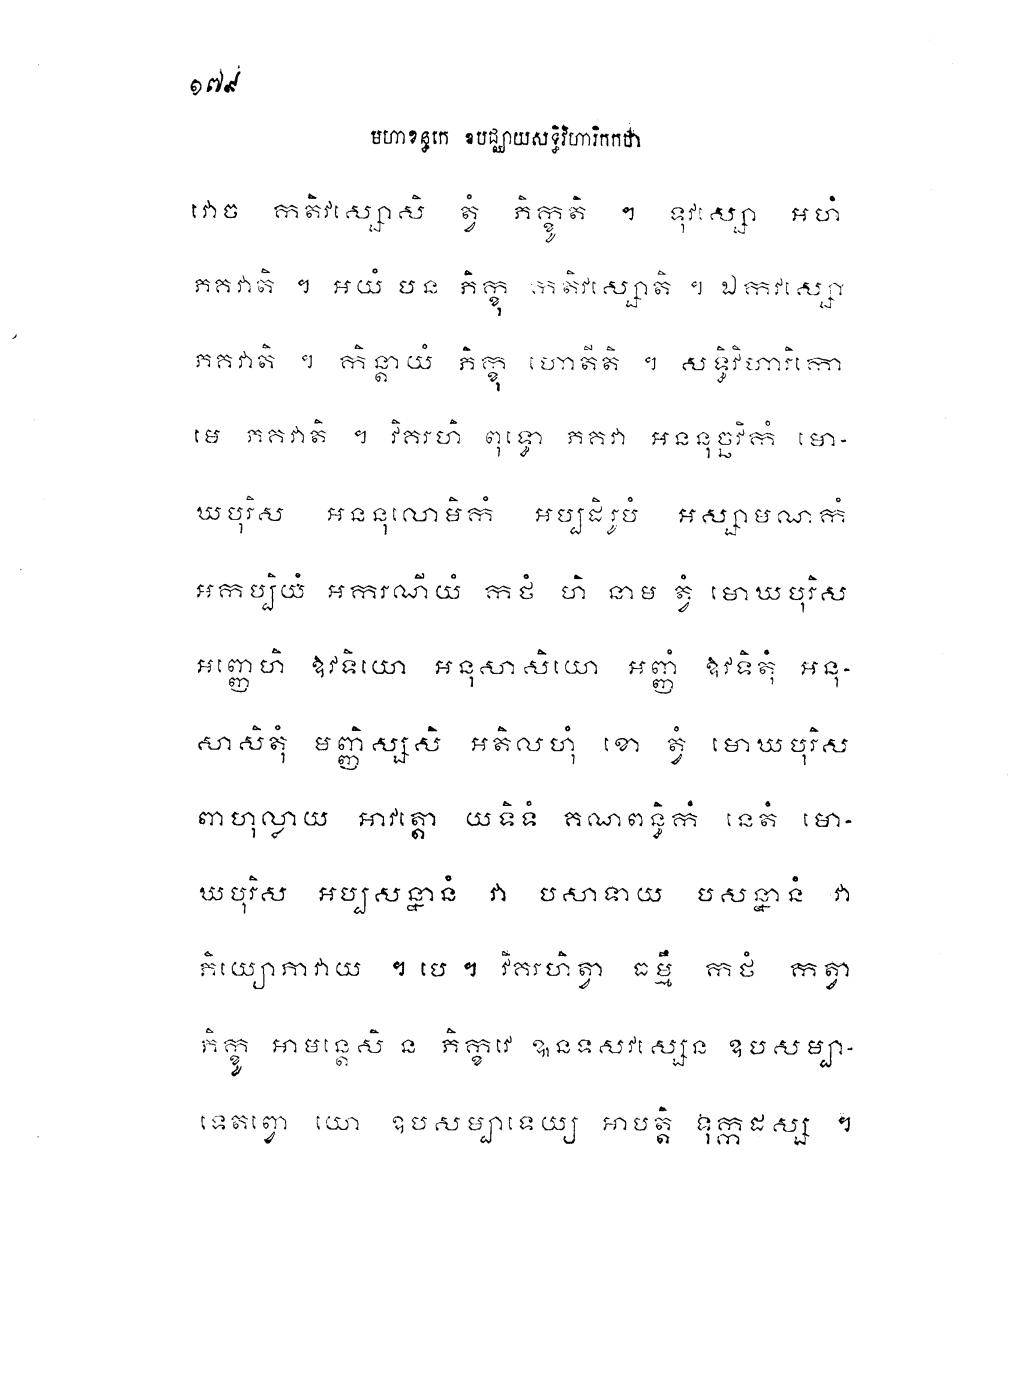 ១៧៩
មហាខន្ធកេ ឧបជ្ឈាយសទ្ធិវិហារិកកថា
វោច កតិវស្សោសិ ត្វំ ភិក្ខូតិ ។ ទុវស្សោ អហំ
ភគវាតិ ។ អយំ បន ភិក្ខុ កតិវស្សោតិ ។ ឯកវស្សោ
ភគវាតិ ។ កិន្តាយំ ភិក្ខុ ហោតីតិ ។ សទ្ធិវិហារិកោ
មេ ភគវាតិ ។ វិគរហិ ពុទ្ធោ ភគវា អននុច្ឆវិកំ មោ-
ឃបុរិស អននុលោមិកំ អប្បដិរូបំ អស្សាមណកំ
អកប្បិយំ អករណីយំ កថំ ហិ នាម ត្វំ មោឃបុរិស
អញ្ញេហិ ឱវទិយោ អនុសាសិយោ អញ្ញំ ឱវទិតុំ អនុ-
សាសិតុំ មញ្ញិស្សសិ អតិលហុំ ខោ ត្វំ មោឃបុរិស
ពាហុល្លាយ អាវត្តោ យទិទំ គណពន្ធិកំ នេតំ មោ-
ឃបុរិស អប្បសន្នានំ វា បសាទាយ បសន្នានំ វា
ភិយ្យោភាវាយ ។ បេ ។ វិគរហិត្វា ធម្មឹ កថំ កត្វា
ភិក្ខូ អាមន្តេសិ ន ភិក្ខវេ ឩនទសវស្សេន ឧបសម្បា-
ទេតព្វោ យោ ឧបសម្បាទេយ្យ អាបត្តិ ទុក្កដស្ស ។